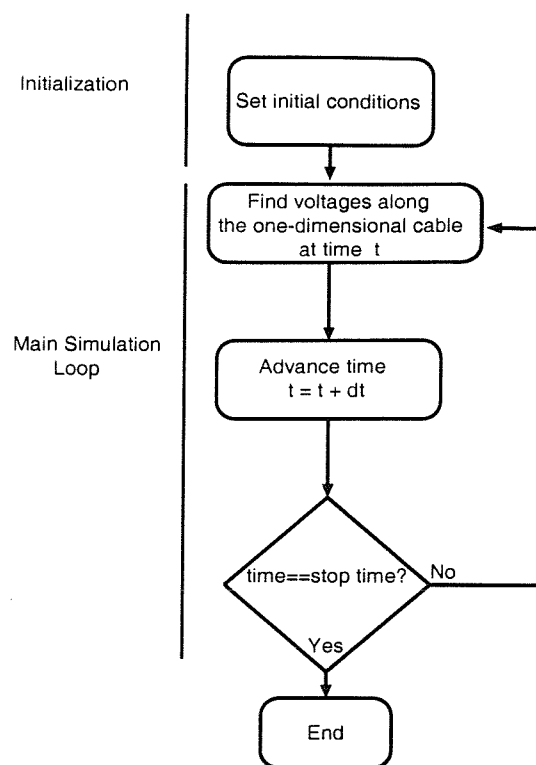 Initialization
Set initial conditions
Find voltages along
the one-dimensional cable
at time t
Main Simulation
Loop
Advance time
t = t + dt
time==stop time?
No
Yes
End